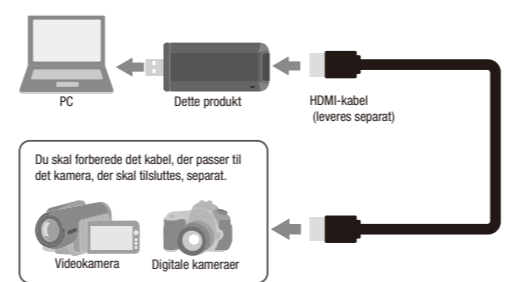 PC
Dette produkt
HDMI-kabel
(leveres separat)
Du skal forberede det kabel, der passer til
det kamera, der skal tilsluttes, separat.
Videokamera
Digitale kameraer